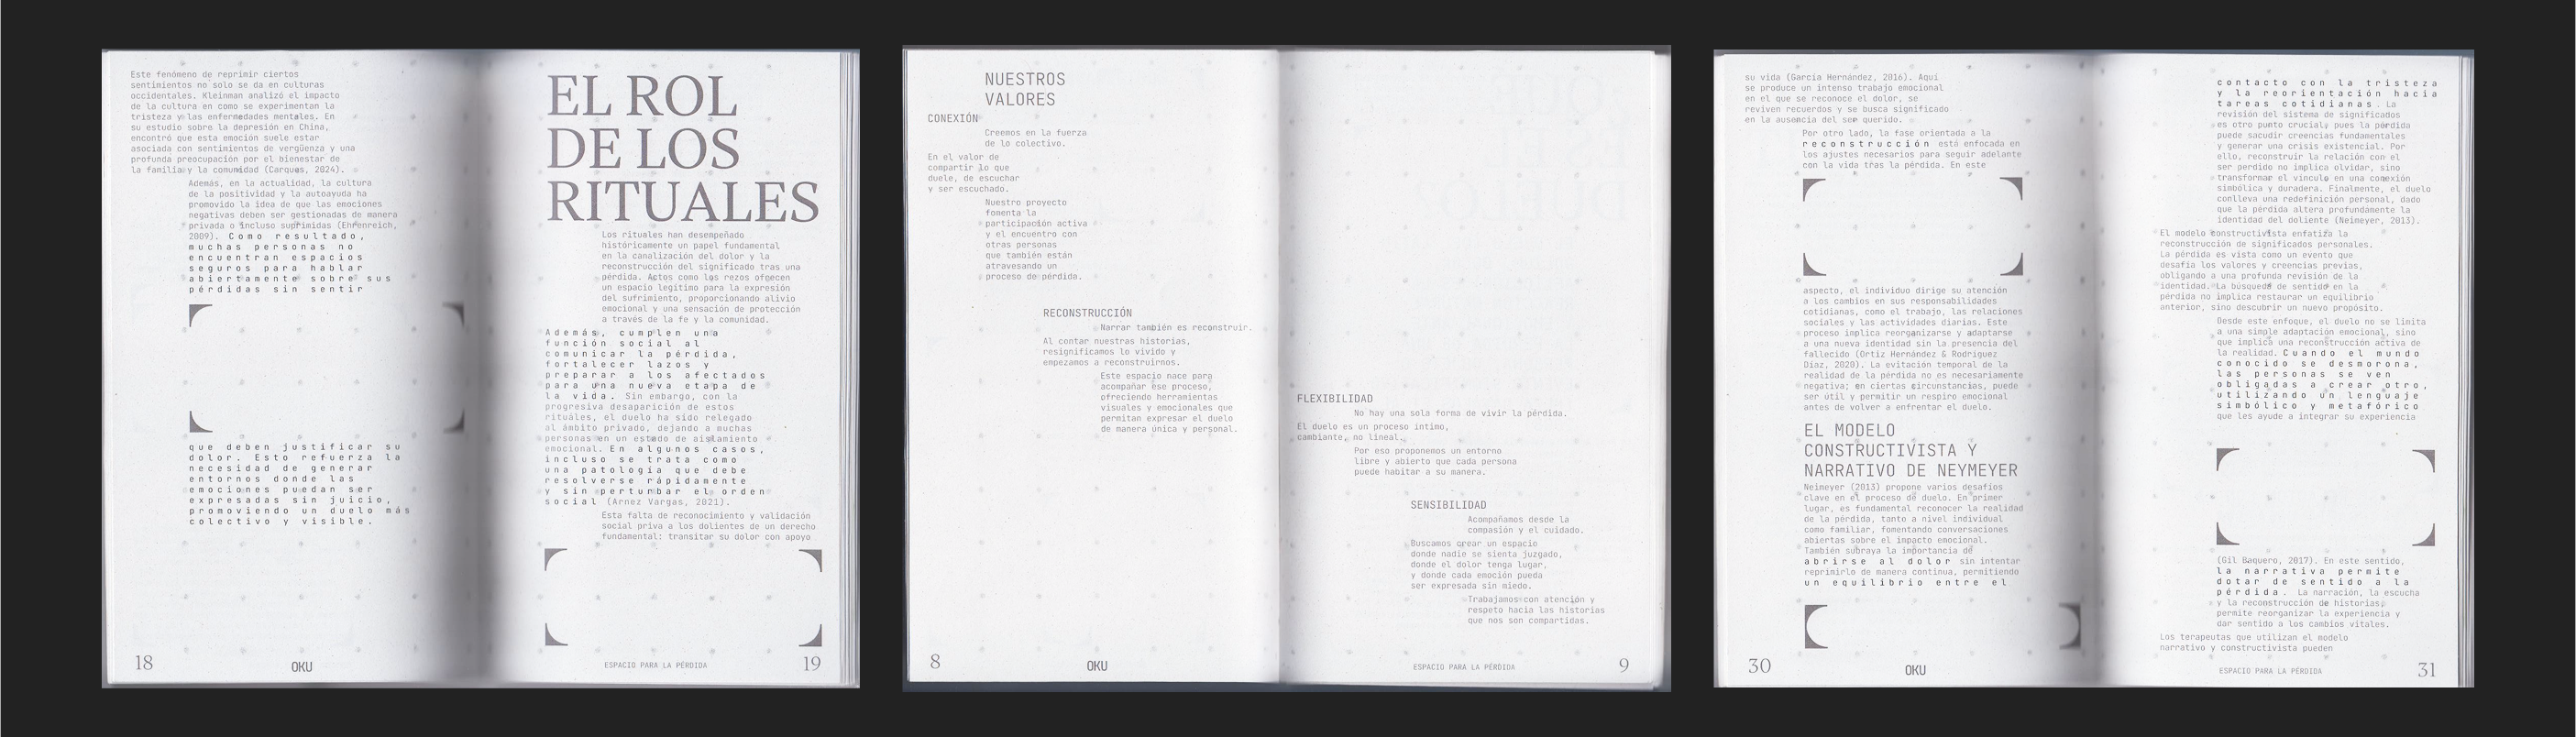 Este fenómeno de reprimir ciertos
sentimientos no solo se da en culturas
occidentales. Kleinman analizó el impacto
de la cultura en como se experimentan la
tristeza y las enfermedades mentales. En
su estudio sobre la depresión en China,
encontró que esta emoción suele estar
asociada con sentimientos de vergüenza y una
profunda preocupación por el bienestar de
la familia y la comunidad (Carqués, 2024).
Además, en la actualidad, la cultura
de la positividad y la autoayuda ha
promovido la idea de que las emociones
negativas deben ser gestionadas de manera
privada o incluso suprimidas (Ehrenreich,
2009). Como resultado,
muchas personas no
encuentran espacios
seguros para hablar
abiertamente sobre sus
pérdidas sin sentir
que deben justificar su
dolor. Esto refuerza la
necesidad de generar
entornos donde las
emociones puedan ser
expresadas sin juicio,
promoviendo un duelo más
colectivo y visible.
18
OKU
EL ROL
DE LOS
RITUALES
Los rituales han desempeñado
históricamente un papel fundamental
en la canalización del dolor y la
reconstrucción del significado tras una
pérdida. Actos como los rezos ofrecen
un espacio legítimo para la expresión
del sufrimiento, proporcionando alivio
emocional y una sensación de protección
a través de la fe y la comunidad.
Además, cumplen una
función social al
comunicar la pérdida,
fortalecer lazos y
preparar a los afectados
para una nueva etapa de
la vida. Sin embargo, con la
progresiva desaparición de estos
rituales, el duelo ha sido relegado
al ámbito privado, dejando a muchas
personas en un estado de aislamiento
emocional. En algunos casos,
incluso se trata como
una patología que debe
resolverse rápidamente
y sin perturbar el orden
social (Arnez Vargas, 2021).
Esta falta de reconocimiento y validación
social priva a los dolientes de un derecho
fundamental: transitar su dolor con apoyo
ESPACIO PARA LA PÉRDIDA
19
NUESTROS
VALORES
CONEXIÓN
Creemos en la fuerza
de lo colectivo.
En el valor de
compartir lo que
duele, de escuchar
y ser escuchado.
Nuestro proyecto
fomenta la
participación activa
y el encuentro con
otras personas
que también están
atravesando un
proceso de pérdida.
RECONSTRUCCIÓN
Narrar también es reconstruir.
Al contar nuestras historias,
resignificamos lo vivido y
empezamos a reconstruirnos.
Este espacio nace para
acompañar ese proceso,
ofreciendo herramientas
visuales y emocionales que
permitan expresar el duelo
de manera única y personal.
8
OKU
FLEXIBILIDAD
No hay una sola forma de vivir la pérdida.
El duelo es un proceso íntimo,
cambiante, no lineal.
Por eso proponemos un entorno
libre y abierto que cada persona
puede habitar a su manera.
SENSIBILIDAD
Acompañamos desde la
compasión y el cuidado.
Buscamos crear un espacio
donde nadie se sienta juzgado,
donde el dolor tenga lugar,
y donde cada emoción pueda
ser expresada sin miedo.
Trabajamos con atención y
respeto hacia las historias
que nos son compartidas.
ESPACIO PARA LA PÉRDIDA
9
su vida (García Hernández, 2016). Aquí
se produce un intenso trabajo emocional
en el que se reconoce el dolor, se
reviven recuerdos y se busca significado
en la ausencia del ser querido.
Por otro lado, la fase orientada a la
reconstrucción está enfocada en
los ajustes necesarios para seguir adelante
con la vida tras la pérdida. En este
aspecto, el individuo dirige su atención
a los cambios en sus responsabilidades
cotidianas, como el trabajo, las relaciones
sociales y las actividades diarias. Este
proceso implica reorganizarse y adaptarse
a una nueva identidad sin la presencia del
fallecido (Ortiz Hernández & Rodríguez
Díaz, 2020). La evitación temporal de la
realidad de la pérdida no es necesariamente
negativa; en ciertas circunstancias, puede
ser útil y permitir un respiro emocional
antes de volver a enfrentar el duelo.
EL MODELO
CONSTRUCTIVISTA Y
NARRATIVO DE NEYMEYER
Neimeyer (2013) propone varios desafíos
clave en el proceso de duelo. En primer
lugar, es fundamental reconocer la realidad
de la pérdida, tanto a nivel individual
como familiar, fomentando conversaciones
abiertas sobre el impacto emocional.
También subraya la importancia de
abrirse al dolor sin intentar
reprimirlo de manera continua, permitiendo
un equilibrio entre el
30
OKU
contacto con la tristeza
y la reorientación hacia
tareas cotidianas. La
revisión del sistema de significados
es otro punto crucial, pues la pérdida
puede sacudir creencias fundamentales
y generar una crisis existencial. Por
ello, reconstruir la relación con el
ser perdido no implica olvidar, sino
transformar el vínculo en una conexión
simbólica y duradera. Finalmente, el duelo
conlleva una redefinición personal, dado
que la pérdida altera profundamente la
identidad del doliente (Neimeyer, 2013).
El modelo constructivista enfatiza la
reconstrucción de significados personales.
La pérdida es vista como un evento que
desafía los valores y creencias previas,
obligando a una profunda revisión de la
identidad. La búsqueda de sentido en la
pérdida no implica restaurar un equilibrio
anterior, sino descubrir un nuevo propósito.
Desde este enfoque, el duelo no se limita
a una simple adaptación emocional, sino
que implica una reconstrucción activa de
la realidad. Cuando el mundo
conocido se desmorona,
las personas se ven
obligadas a crear otro,
utilizando un lenguaje
simbólico y metafórico
que les ayude a integrar su experiencia
(Gil Baquero, 2017). En este sentido,
la narrativa permite
dotar de sentido a la
pérdida. La narración, la escucha
y la reconstrucción de historias,
permite reorganizar la experiencia y
dar sentido a los cambios vitales.
Los terapeutas que utilizan el modelo
narrativo y constructivista pueden
ESPACIO PARA LA PÉRDIDA
31